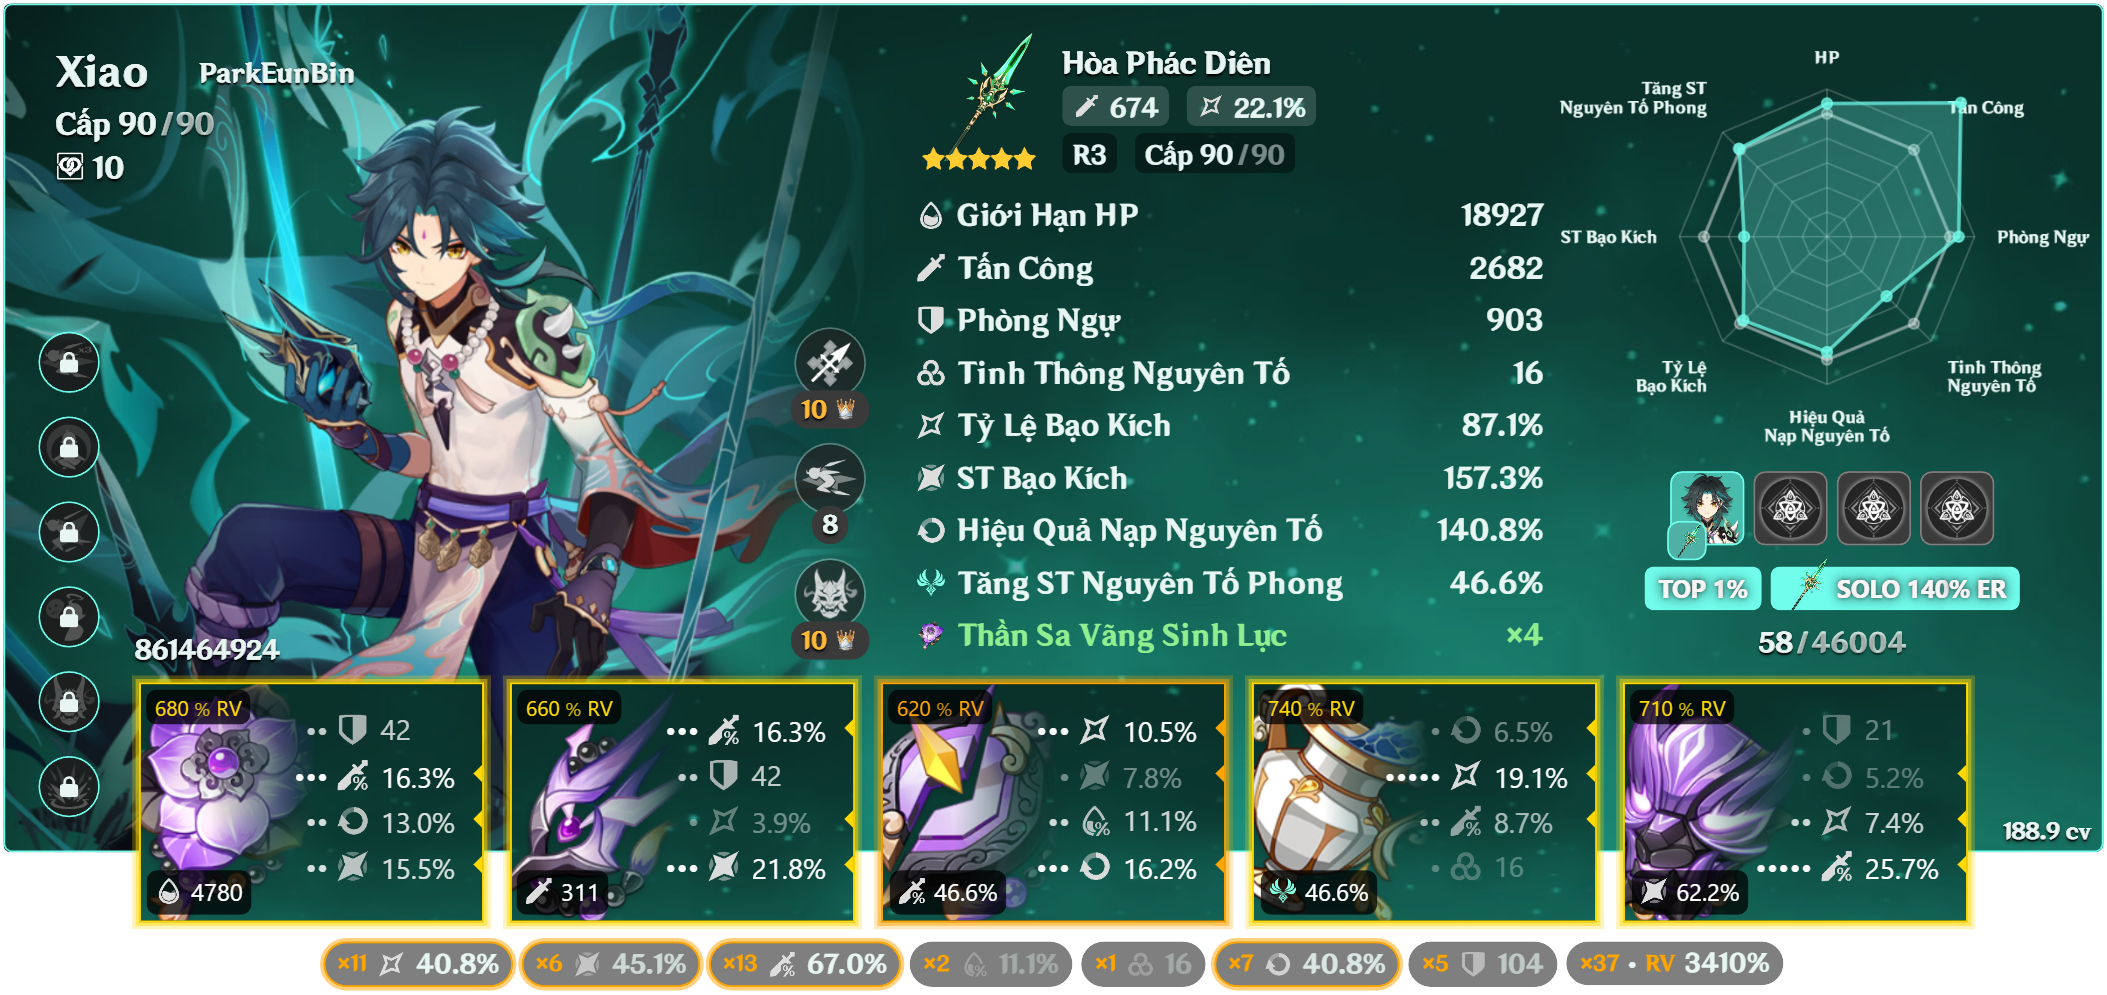 Xiao ParkEunBin
Cấp 90/90
10
10
8
10
861464924
Hòa Phác Diên
674 22.1%
R3 Cấp 90/90
Giới Hạn HP 18927
Tấn Công 2682
Phòng Ngự 903
Tinh Thông Nguyên Tố 16
Tỷ Lệ Bạo Kích 87.1%
ST Bạo Kích 157.3%
Hiệu Quả Nạp Nguyên Tố 140.8%
Tăng ST Nguyên Tố Phong 46.6%
Thần Sa Vãng Sinh Lục ×4
HP
Tăng ST
Nguyên Tố Phong
Tấn Công
ST Bạo Kích
Phòng Ngự
Tỷ Lệ
Bạo Kích
Tinh Thông
Nguyên Tố
Hiệu Quả
Nạp Nguyên Tố
TOP 1% SOLO 140% ER
58/46004
188.9 cv
680 % RV
42
16.3%
13.0%
15.5%
4780
660 % RV
16.3%
42
3.9%
21.8%
311
620 % RV
10.5%
7.8%
11.1%
16.2%
46.6%
740 % RV
6.5%
19.1%
8.7%
16
46.6%
710 % RV
21
5.2%
7.4%
25.7%
62.2%
×11 40.8% ×6 45.1% ×13 67.0% ×2 11.1% ×1 16 ×7 40.8% ×5 104 ×37 • RV 3410%